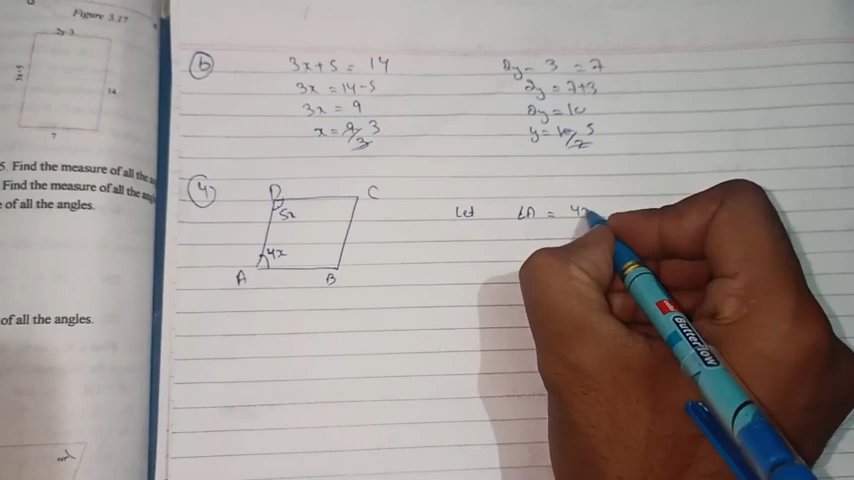 Figure 3.17
2y-3
3x+5
14
7
5. Find the measure of all the
Find the measure of all the
of all the angles.
of all the angles.
(b)
3x+5 = 14
3x = 14-5
3x = 9
x = 9/3 3
2y - 3 = 7
2y = 7+3
2y = 10
y = 10/2 5
(4)
D
C
5x
4x
A
B
Let ∠A = 4x
Butterflow